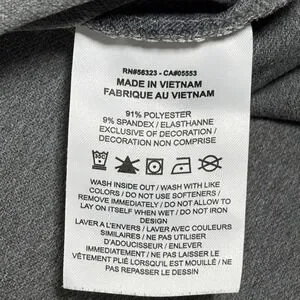 RN#56323 - CA#05553
MADE IN VIETNAM
FABRIQUE AU VIETNAM
91% POLYESTER
9% SPANDEX / ELASTHANNE
EXCLUSIVE OF DECORATION /
DECORATION NON COMPRISE
WASH INSIDE OUT / WASH WITH LIKE
COLORS / DO NOT USE SOFTENERS /
REMOVE IMMEDIATELY / DO NOT ALLOW TO
LAY ON ITSELF WHEN WET / DO NOT IRON
DESIGN
LAVER A L'ENVERS / LAVER AVEC COULEURS
SIMILAIRES / NE PAS UTILISER
D'ADOUCISSEUR / ENLEVER
IMMEDIATEMENT / NE PAS LAISSER LE
VÊTEMENT PLIÉ LORSQU'IL EST MOUILLÉ / NE
PAS REPASSER LE DESSIN